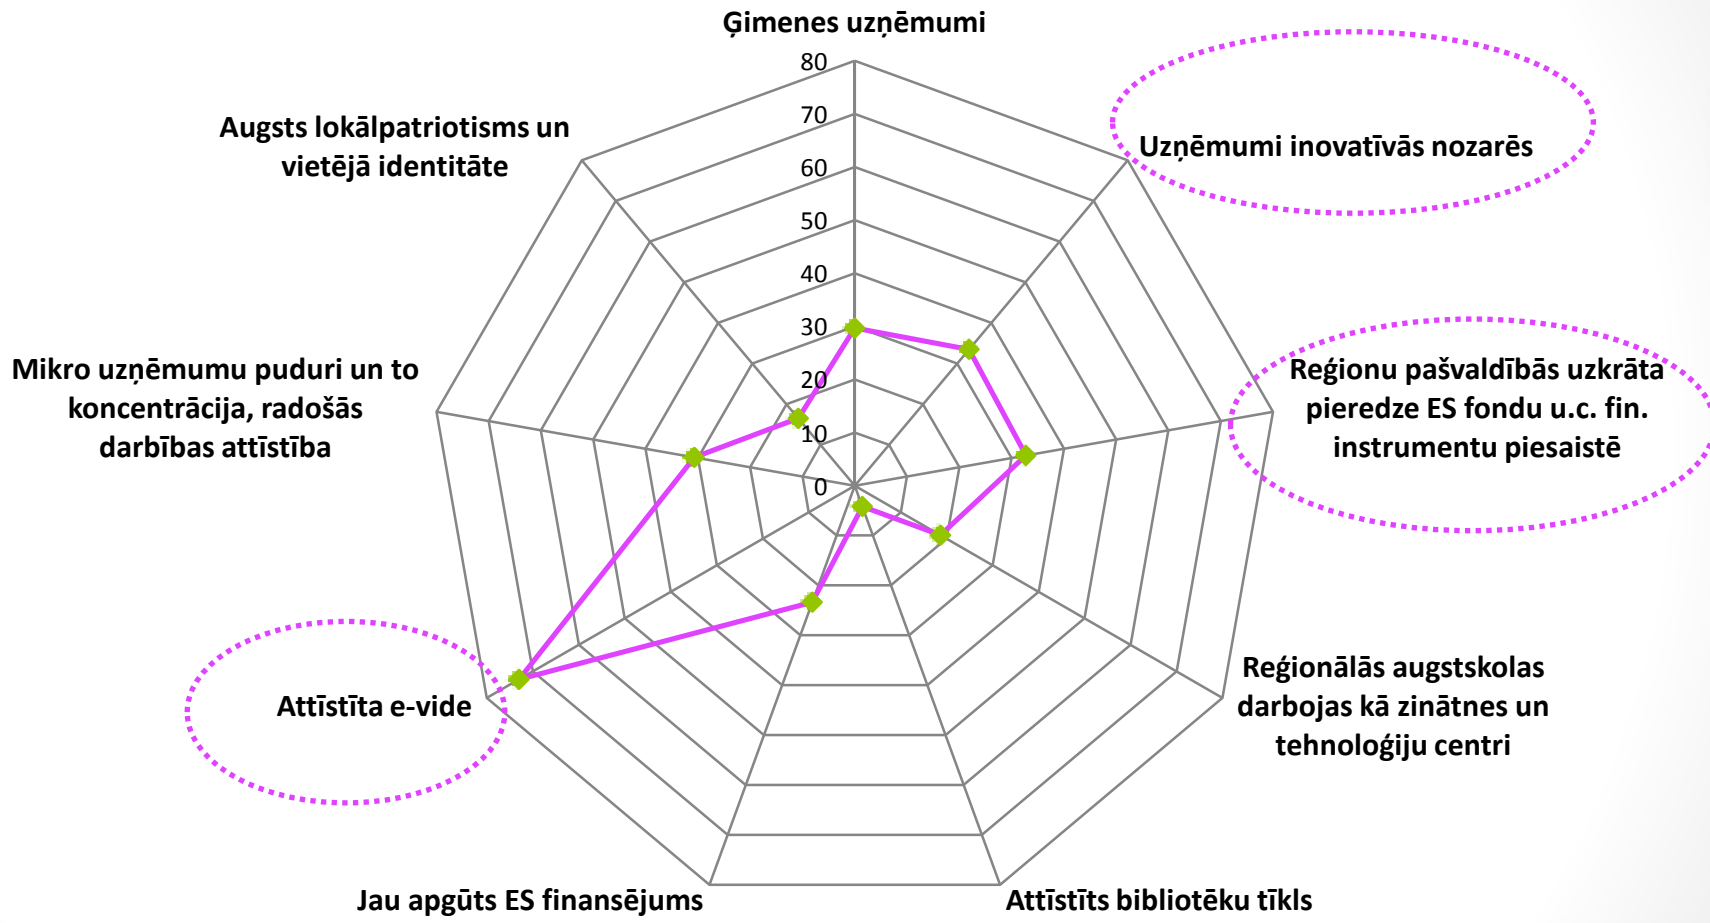 Ģimenes uzņēmumi
80
70
60
50
40
30
20
10
0
Uzņēmumi inovatīvās nozarēs
Reģionu pašvaldībās uzkrāta
pieredze ES fondu u.c. fin.
instrumentu piesaistē
Reģionālās augstskolas
darbojas kā zinātnes un
tehnoloģiju centri
Attīstīts bibliotēku tīkls
Jau apgūts ES finansējums
Attīstīta e-vide
Mikro uzņēmumu puduri un to
koncentrācija, radošās
darbības attīstība
Augsts lokālpatriotisms un
vietējā identitāte